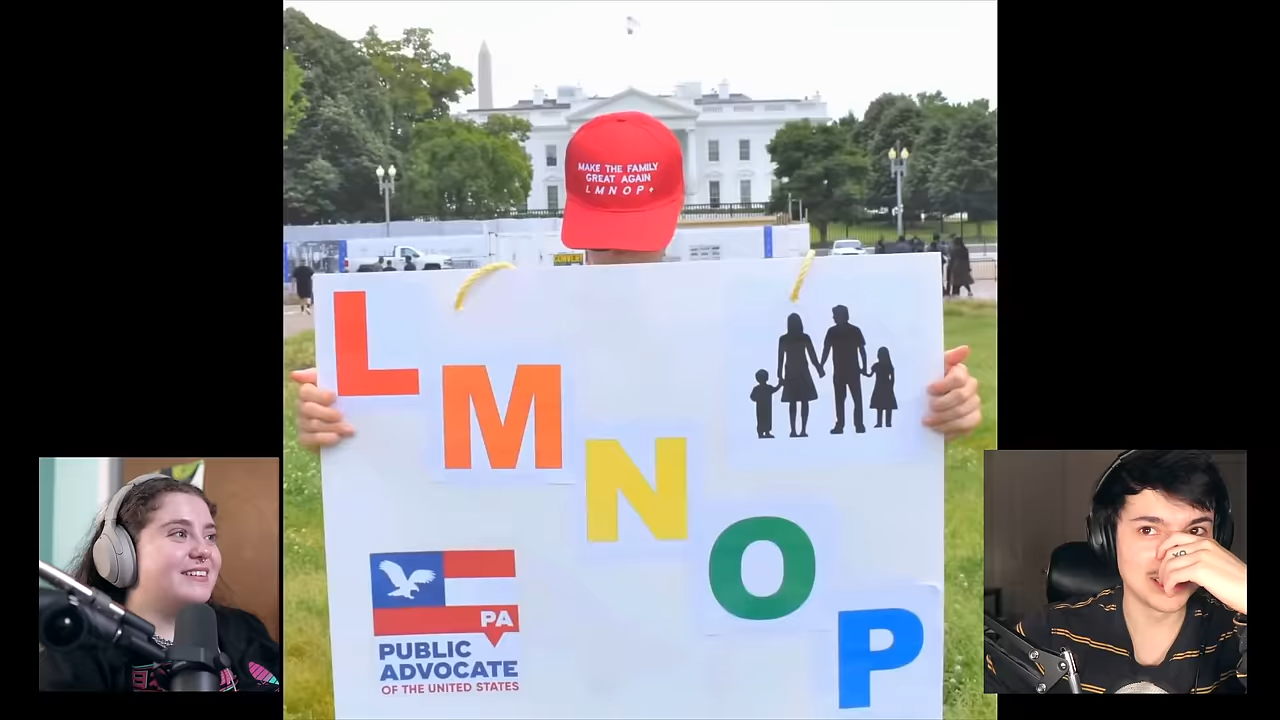 MAKE THE FAMILY
GREAT AGAIN
LMNOP+
L
M
N
O
P
PA
PUBLIC
ADVOCATE
OF THE UNITED STATES